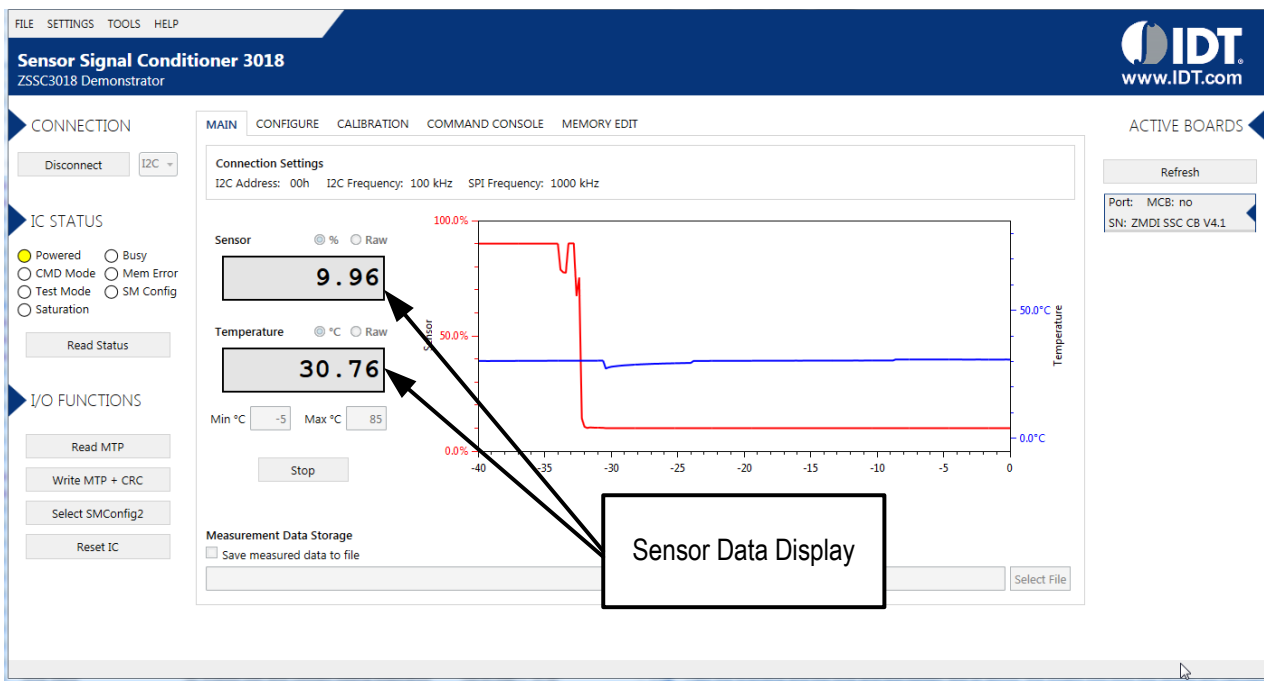 FILE SETTINGS TOOLS HELP
Sensor Signal Conditioner 3018
ZSSC3018 Demonstrator
IDT.
www.IDT.com
CONNECTION
Disconnect I2C
IC STATUS
Powered Busy
CMD Mode Mem Error
Test Mode SM Config
Saturation
Read Status
I/O FUNCTIONS
Read MTP
Write MTP + CRC
Select SMConfig2
Reset IC
MAIN CONFIGURE CALIBRATION COMMAND CONSOLE MEMORY EDIT
Connection Settings
I2C Address: 00h I2C Frequency: 100 kHz SPI Frequency: 1000 kHz
Sensor % Raw
9.96
Temperature °C Raw
30.76
Min °C -5 Max °C 85
Stop
100.0%
50.0%
0.0%
Sensor
-40 -35 -30 -25 -20 -15 -10 -5 0
50.0°C
0.0°C
Temperature
Sensor Data Display
Measurement Data Storage
Save measured data to file
Select File
ACTIVE BOARDS
Refresh
Port: MCB: no
SN: ZMDI SSC CB V4.1